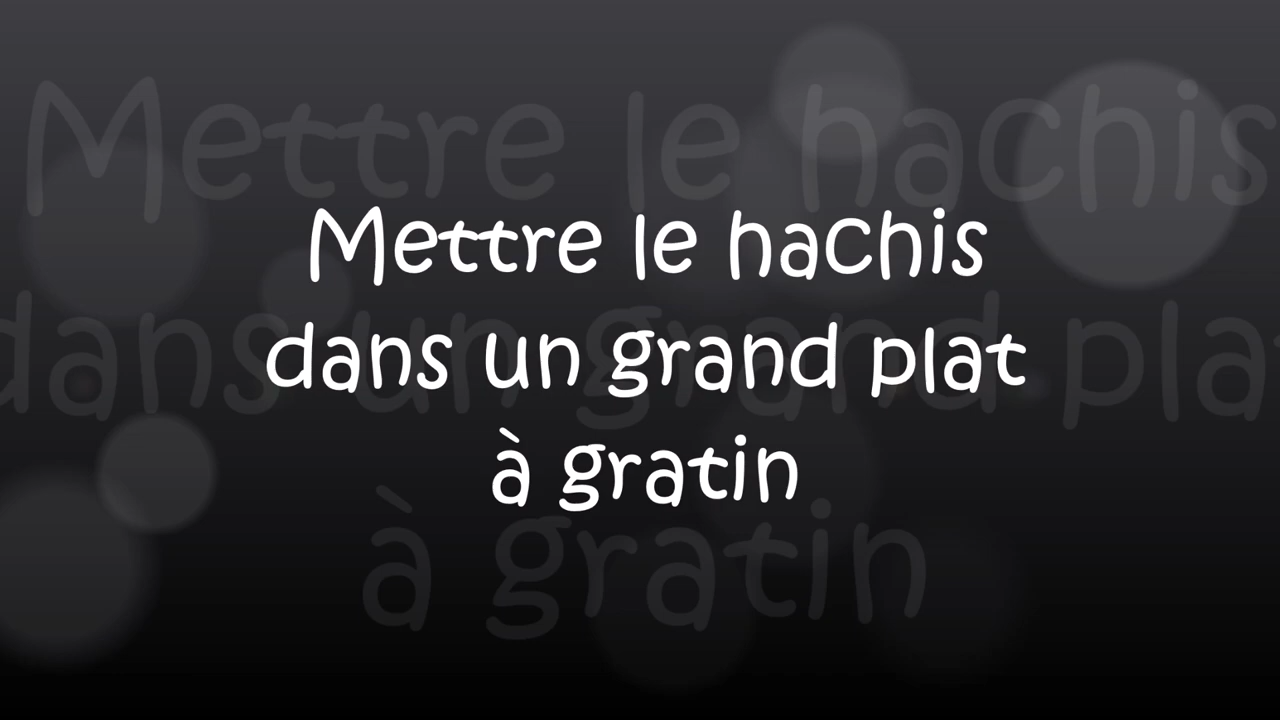 Mettre le hachis
dans un grand plat
à gratin